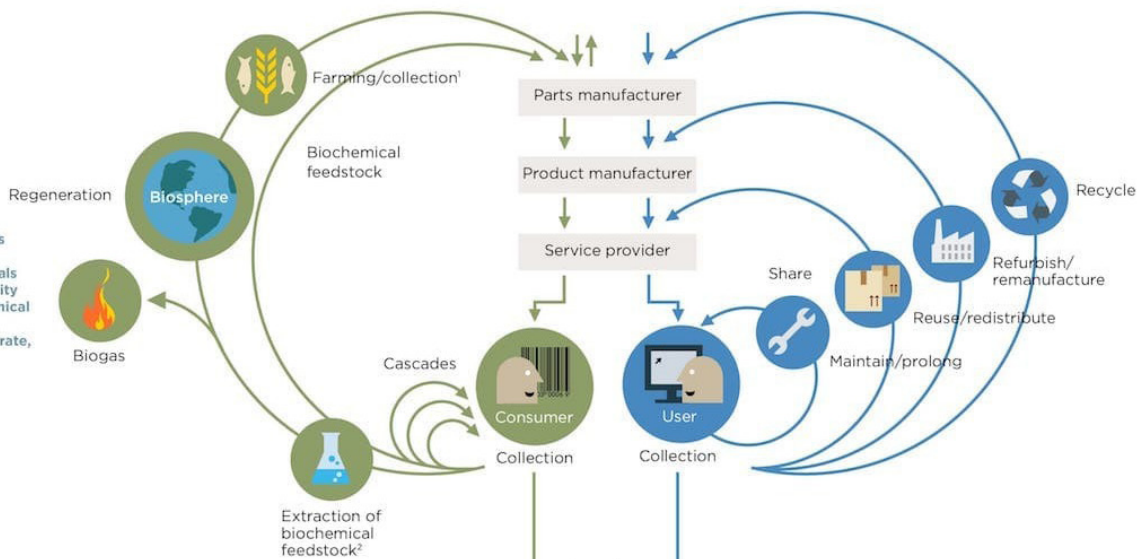 Farming/collection¹
Parts manufacturer
Biochemical
feedstock
Product manufacturer
Regeneration
Biosphere
Recycle
Service provider
Share
Refurbish/
remanufacture
Reuse/redistribute
Biogas
Cascades
Maintain/prolong
Consumer
User
Collection
Collection
Extraction of
biochemical
feedstock²